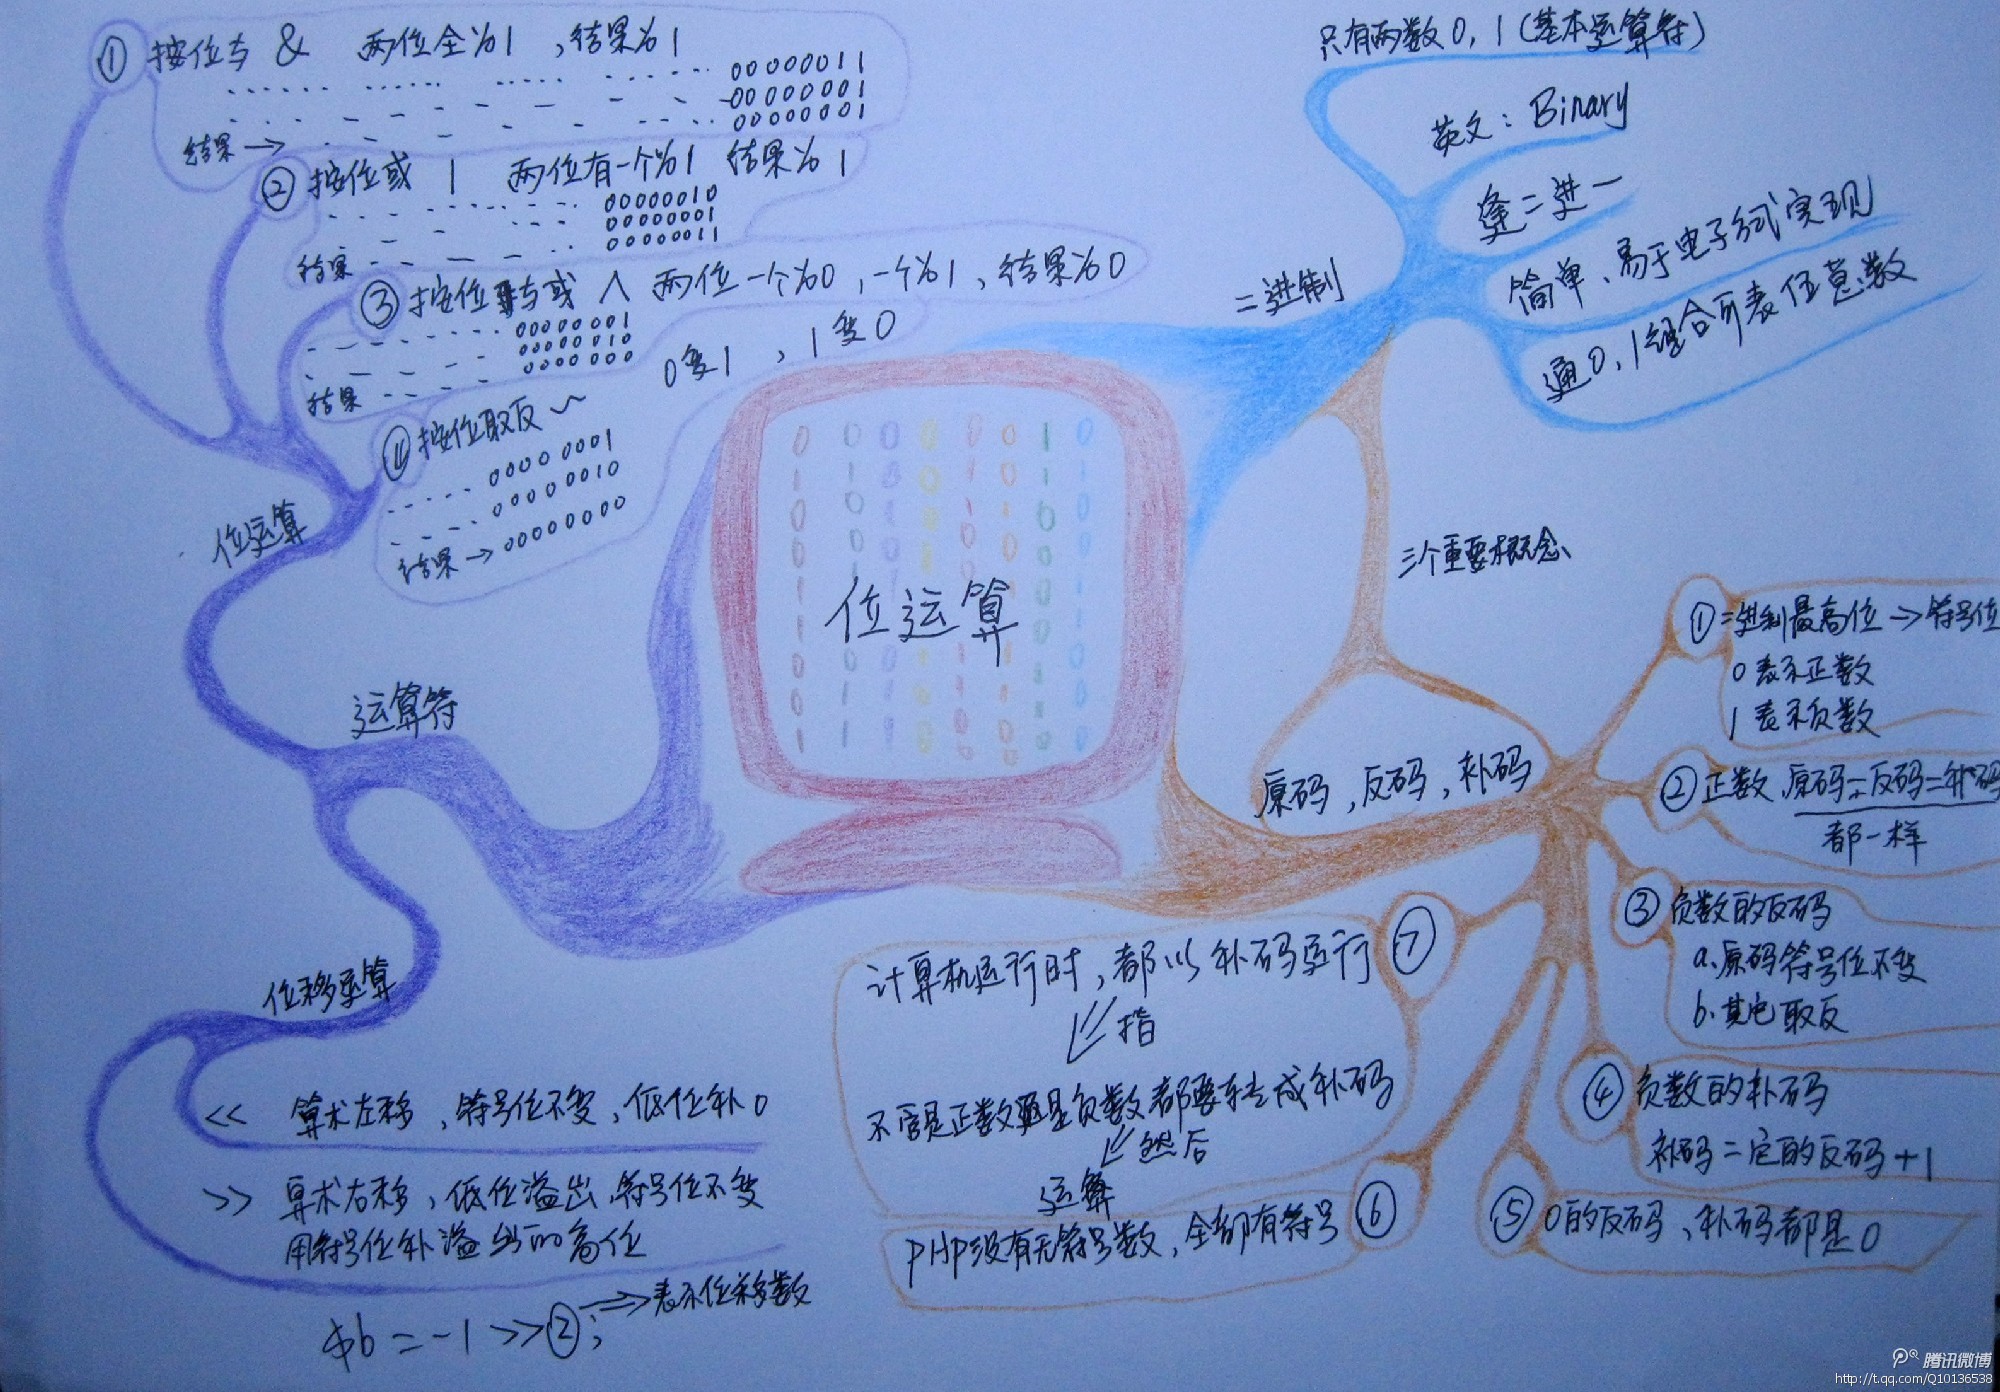 ① 按位与 & 两位全为1，结果为1
00000011
00000001
结果→ 00000001
② 按位或 | 两位有一个为1 结果为1
00000010
00000001
结果 00000011
③ 按位与或 ∧ 两位一个为0，一个为1，结果为0
00000001
00000010
结果 0000000
按位取反 ~ 0变1，1变0
00000001
00000010
结果→ 00000000
位运算
运算符
位移运算
<< 算术左移，符号位不变，低位补0
>> 算术右移，低位溢出，符号位不变
用符号位补溢出的高位
$b=-1>>②; ⇒表示位移数
位运算
二进制
只有两数0,1(基本运算符)
英文：Binary
逢二进一
简单、易于电子方式实现
通0,1组合可表任意数
三个重要概念
原码，反码，补码
①二进制最高位→符号位
0表示正数
1表示负数
②正数、原码=反码=补码
都一样
③负数的反码
a.原码符号位不变
b.其它取反
④负数的补码
补码=它的反码+1
⑤0的反码、补码都是0
⑥PHP没有无符号数，全部有符号
⑦计算机运行时，都以补码运行
指
不管是正数还是负数都要转成补码
然后
运算
腾讯微博
http://t.qq.com/Q10136538